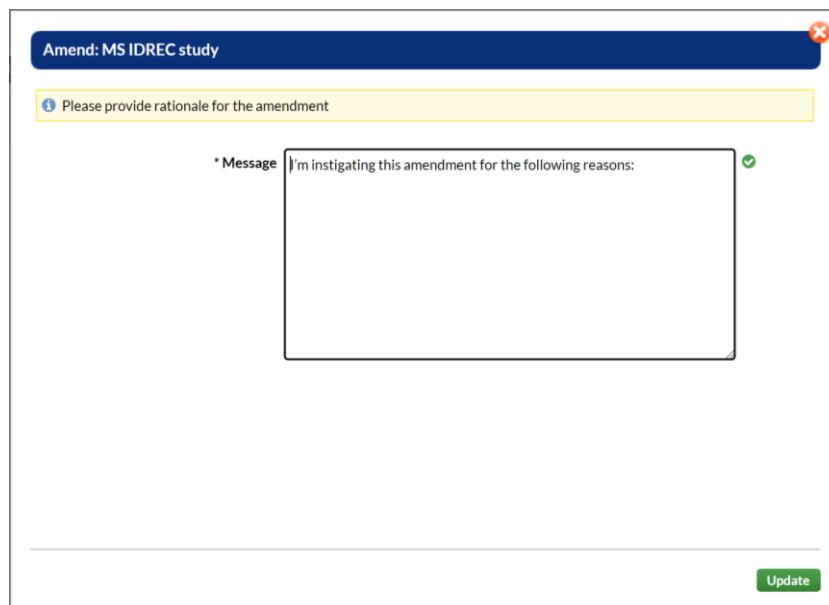 Amend: MS IDREC study
Please provide rationale for the amendment
* Message
I'm instigating this amendment for the following reasons:
Update